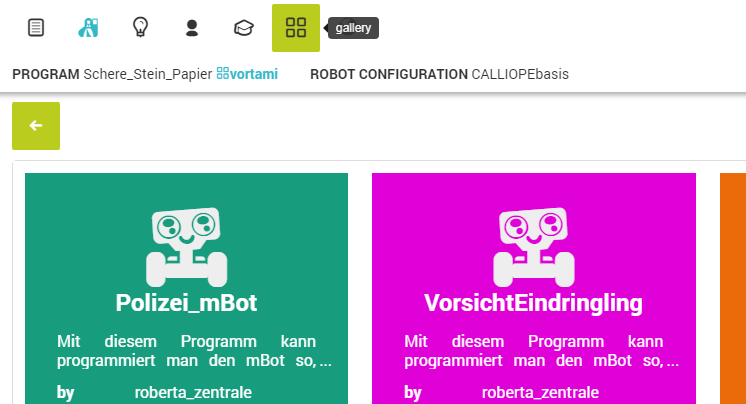 gallery
PROGRAM Schere_Stein_Papier vortami ROBOT CONFIGURATION CALLIOPEbasis
Polizei_mBot
Mit diesem Programm kann
programmiert man den mBot so, ...
by roberta_zentrale
VorsichtEindringling
Mit diesem Programm kann
programmiert man den mBot so, ...
by roberta_zentrale